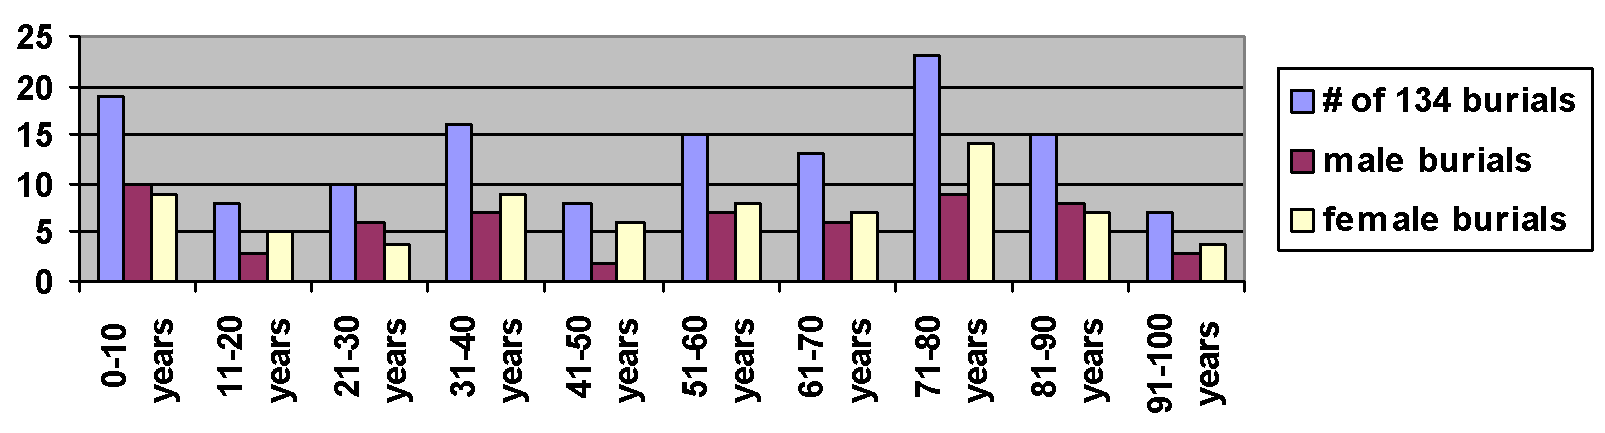 25
20
15
10
5
0
0-10 years
11-20 years
21-30 years
31-40 years
41-50 years
51-60 years
61-70 years
71-80 years
81-90 years
91-100 years
# of 134 burials
male burials
female burials